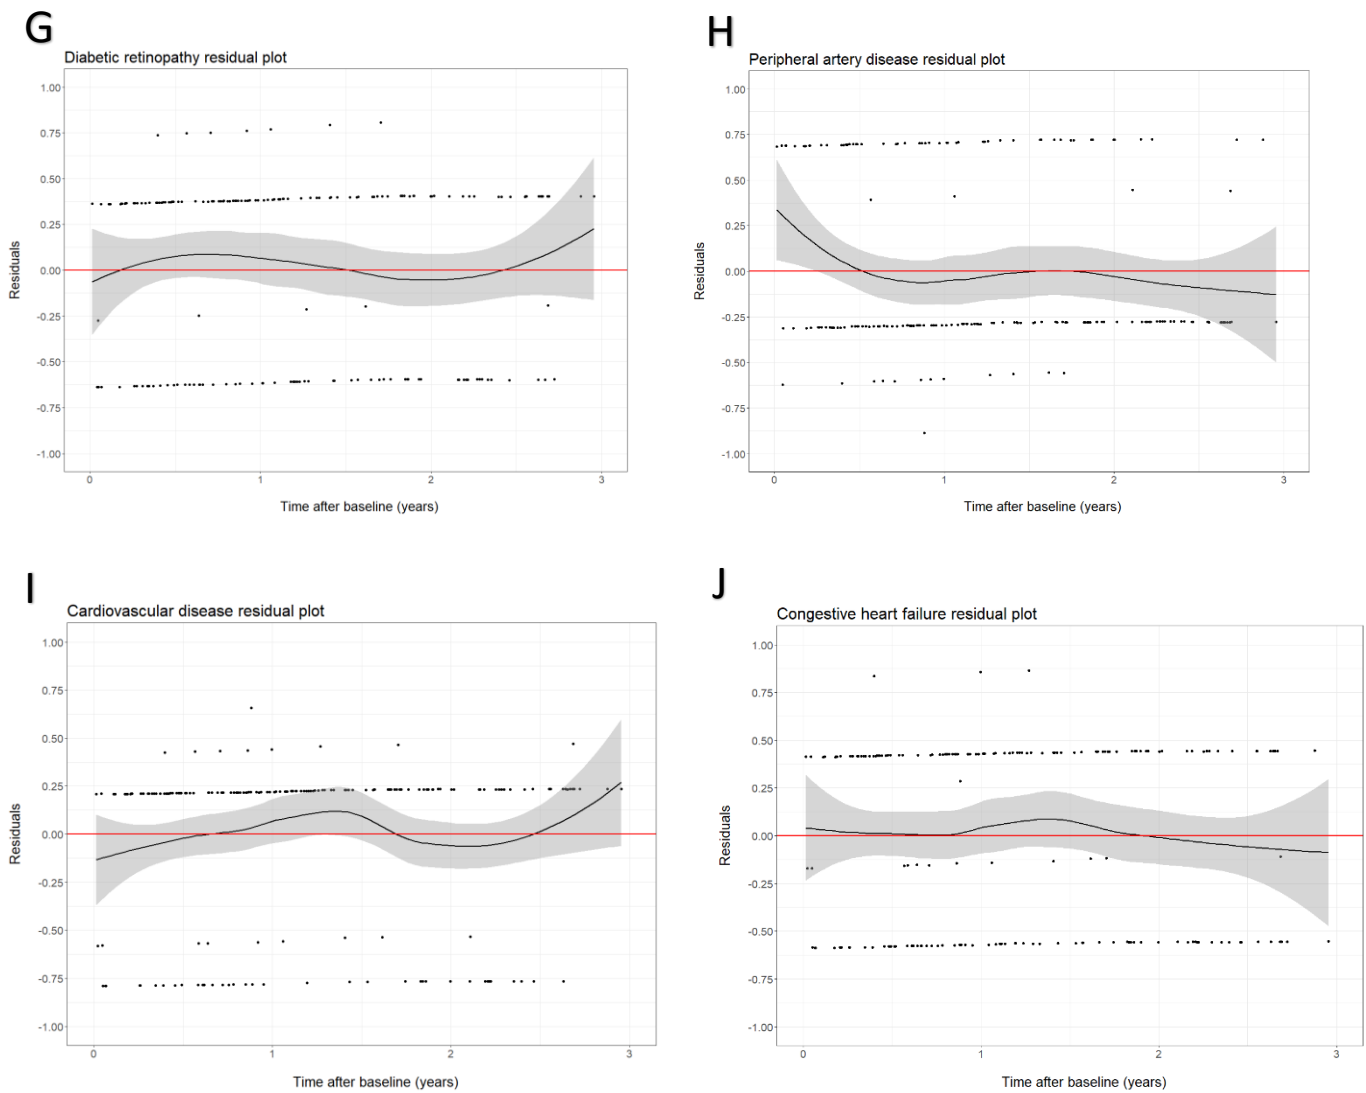 G
Diabetic retinopathy residual plot
1.00
0.75
0.50
0.25
0.00
-0.25
-0.50
-0.75
-1.00
Residuals
0 1 2 3
Time after baseline (years)
H
Peripheral artery disease residual plot
1.00
0.75
0.50
0.25
0.00
-0.25
-0.50
-0.75
-1.00
Residuals
0 1 2 3
Time after baseline (years)
I
Cardiovascular disease residual plot
1.00
0.75
0.50
0.25
0.00
-0.25
-0.50
-0.75
-1.00
Residuals
0 1 2 3
Time after baseline (years)
J
Congestive heart failure residual plot
1.00
0.75
0.50
0.25
0.00
-0.25
-0.50
-0.75
-1.00
Residuals
0 1 2 3
Time after baseline (years)